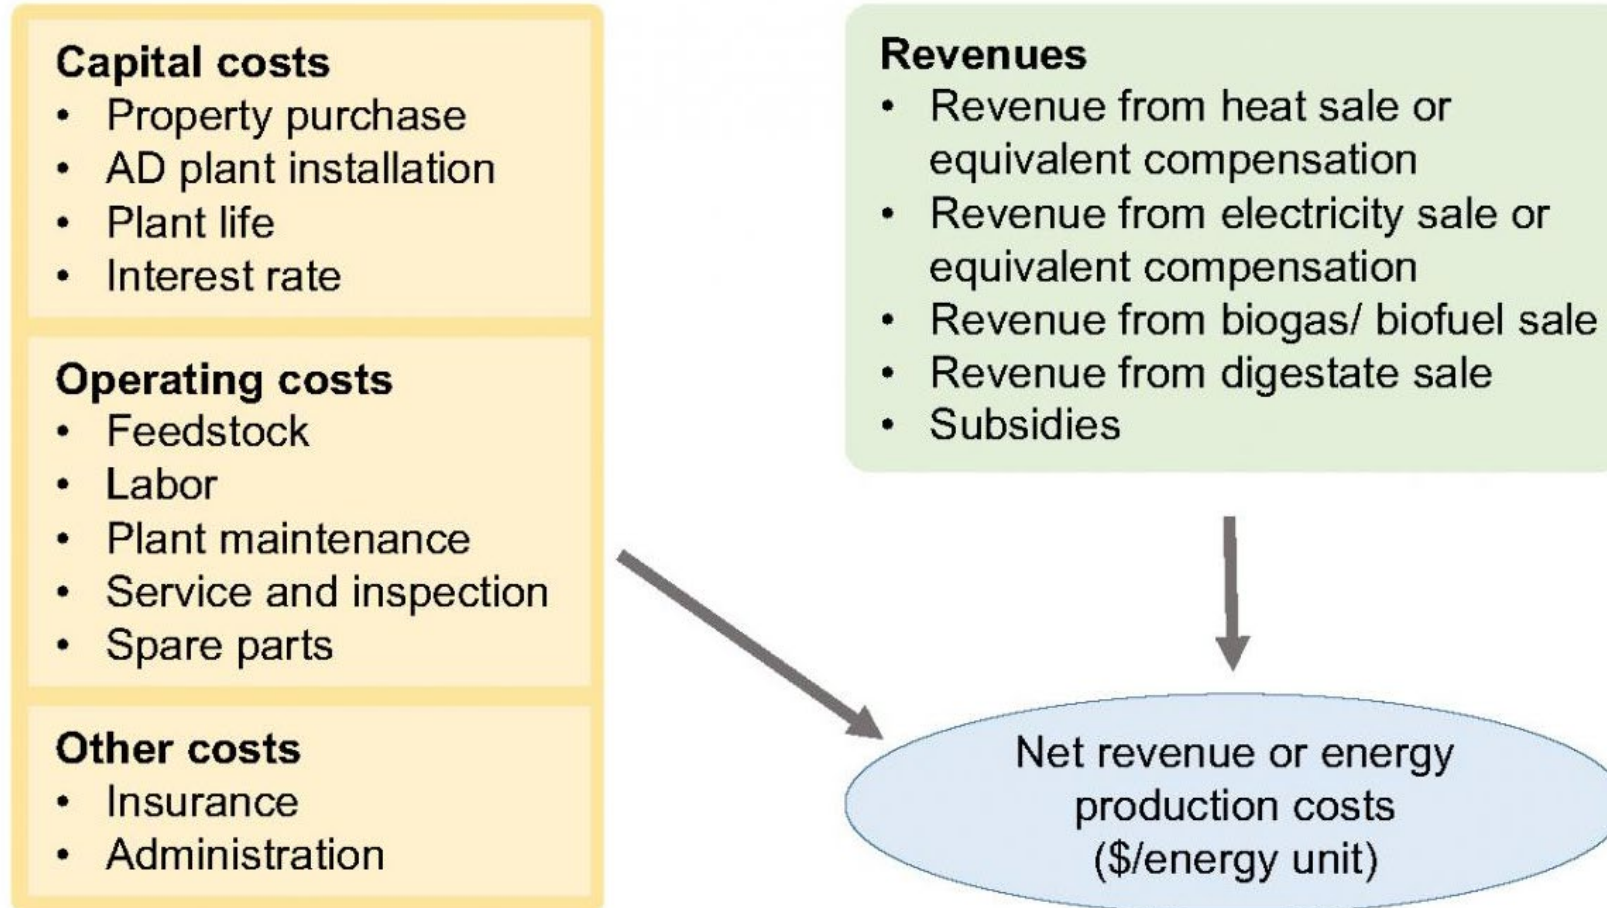 Capital costs
• Property purchase
• AD plant installation
• Plant life
• Interest rate
Operating costs
• Feedstock
• Labor
• Plant maintenance
• Service and inspection
• Spare parts
Other costs
• Insurance
• Administration
Revenues
• Revenue from heat sale or
equivalent compensation
• Revenue from electricity sale or
equivalent compensation
• Revenue from biogas/ biofuel sale
• Revenue from digestate sale
• Subsidies
Net revenue or energy
production costs
($/energy unit)